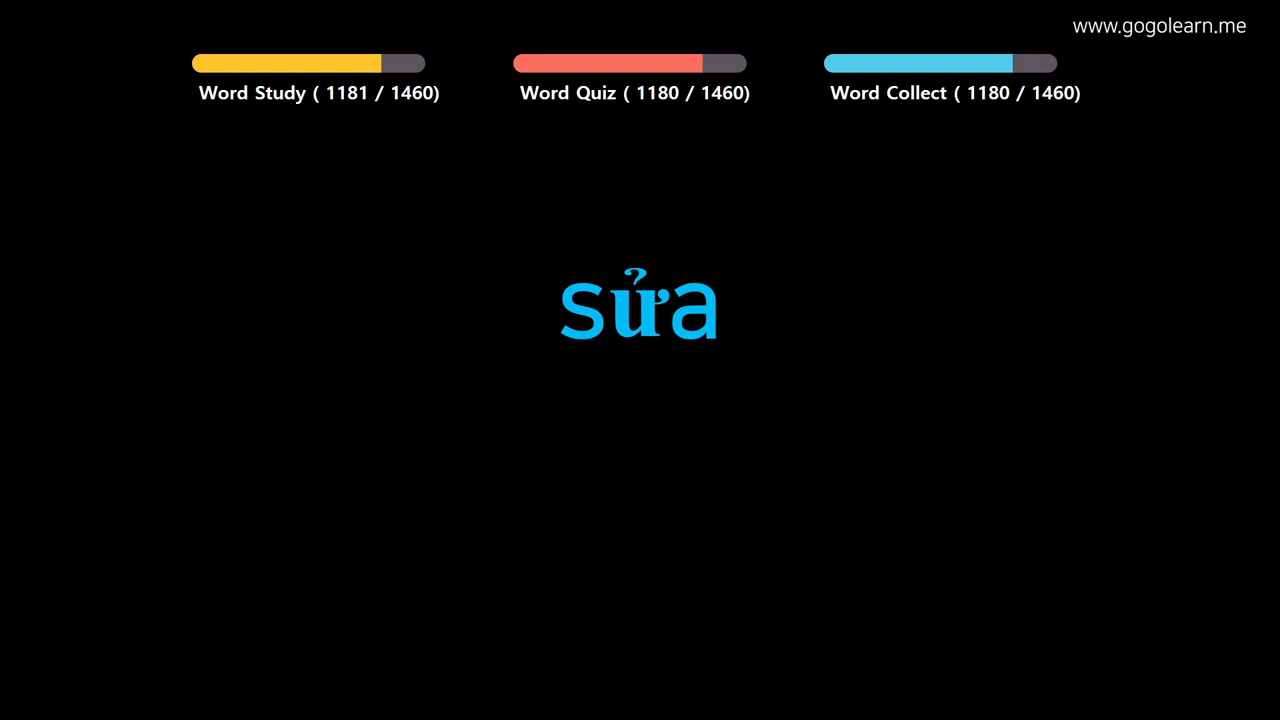 www.gogolearn.me
Word Study ( 1181 / 1460)
Word Quiz ( 1180 / 1460)
Word Collect ( 1180 / 1460)
sửa